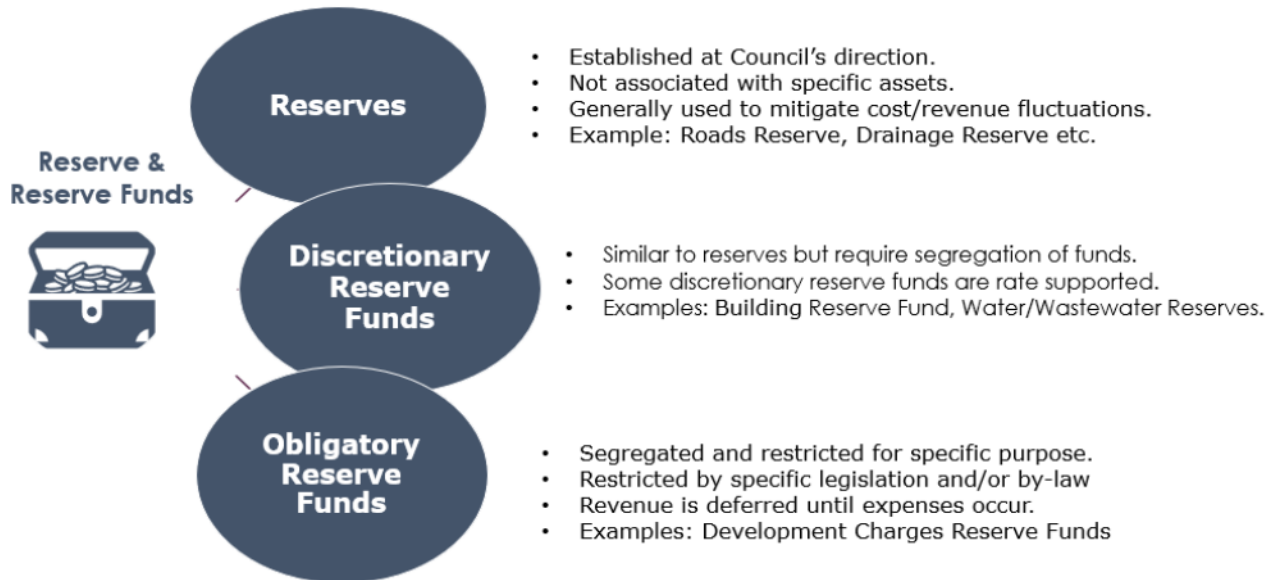 Reserve &
Reserve Funds
Reserves
• Established at Council's direction.
• Not associated with specific assets.
• Generally used to mitigate cost/revenue fluctuations.
• Example: Roads Reserve, Drainage Reserve etc.
Discretionary
Reserve
Funds
• Similar to reserves but require segregation of funds.
• Some discretionary reserve funds are rate supported.
• Examples: Building Reserve Fund, Water/Wastewater Reserves.
Obligatory
Reserve
Funds
• Segregated and restricted for specific purpose.
• Restricted by specific legislation and/or by-law
• Revenue is deferred until expenses occur.
• Examples: Development Charges Reserve Funds